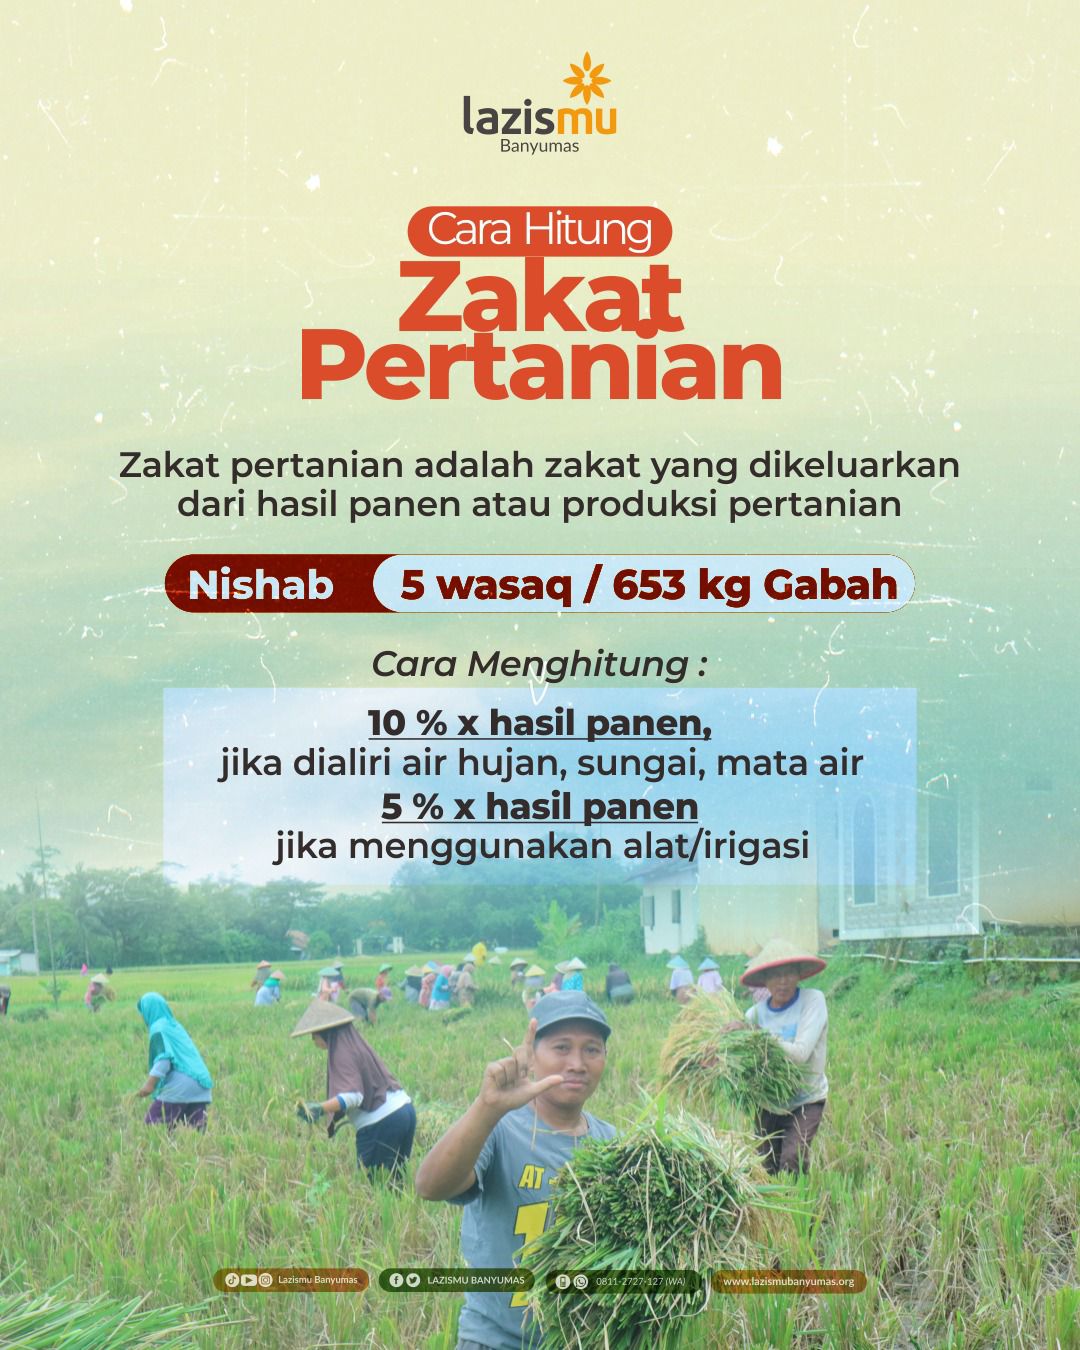 lazismu
Banyumas
Cara Hitung
Zakat
Pertanian
Zakat pertanian adalah zakat yang dikeluarkan
dari hasil panen atau produksi pertanian
Nishab 5 wasaq / 653 kg Gabah
Cara Menghitung :
10 % x hasil panen,
jika dialiri air hujan, sungai, mata air
5 % x hasil panen
jika menggunakan alat/irigasi
AT
Lazismu Banyumas LAZISMU BANYUMAS 0811-2727-127 (WA) www.lazismubanyumas.org